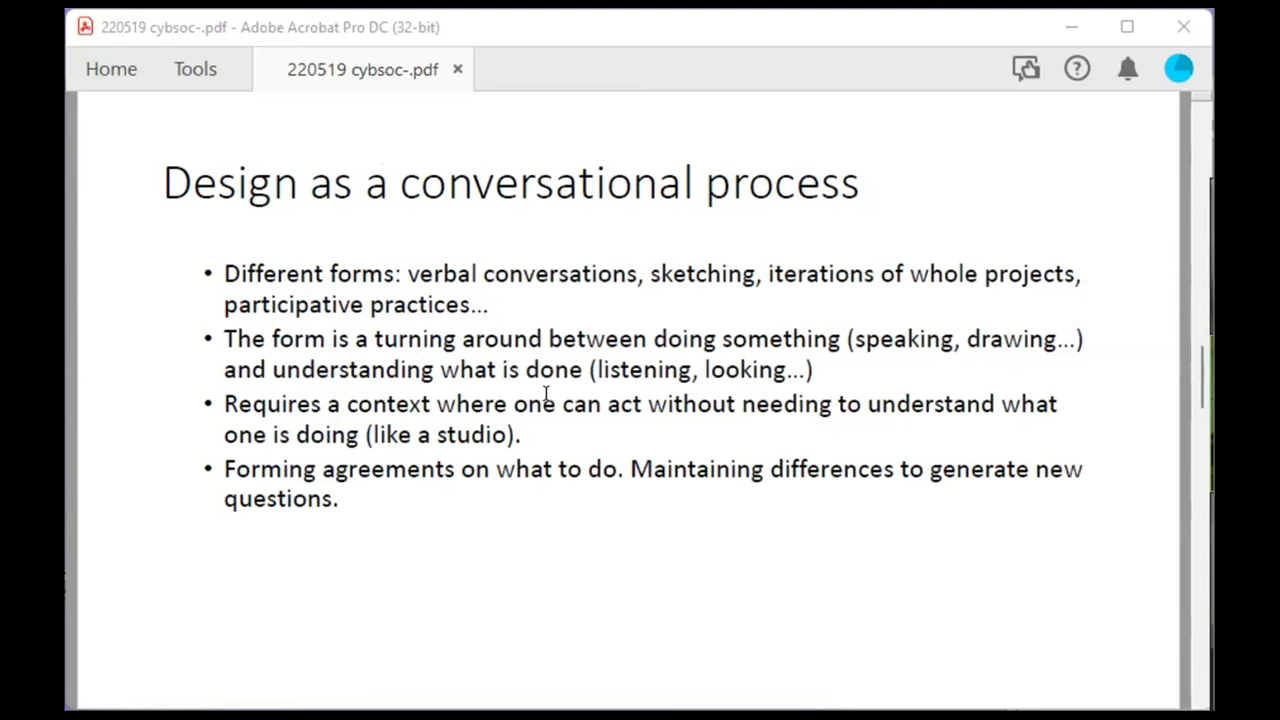 220519 cybsoc-.pdf - Adobe Acrobat Pro DC (32-bit)
Home Tools 220519 cybsoc-.pdf
Design as a conversational process
• Different forms: verbal conversations, sketching, iterations of whole projects,
participative practices...
• The form is a turning around between doing something (speaking, drawing...)
and understanding what is done (listening, looking...)
• Requires a context where one can act without needing to understand what
one is doing (like a studio).
• Forming agreements on what to do. Maintaining differences to generate new
questions.